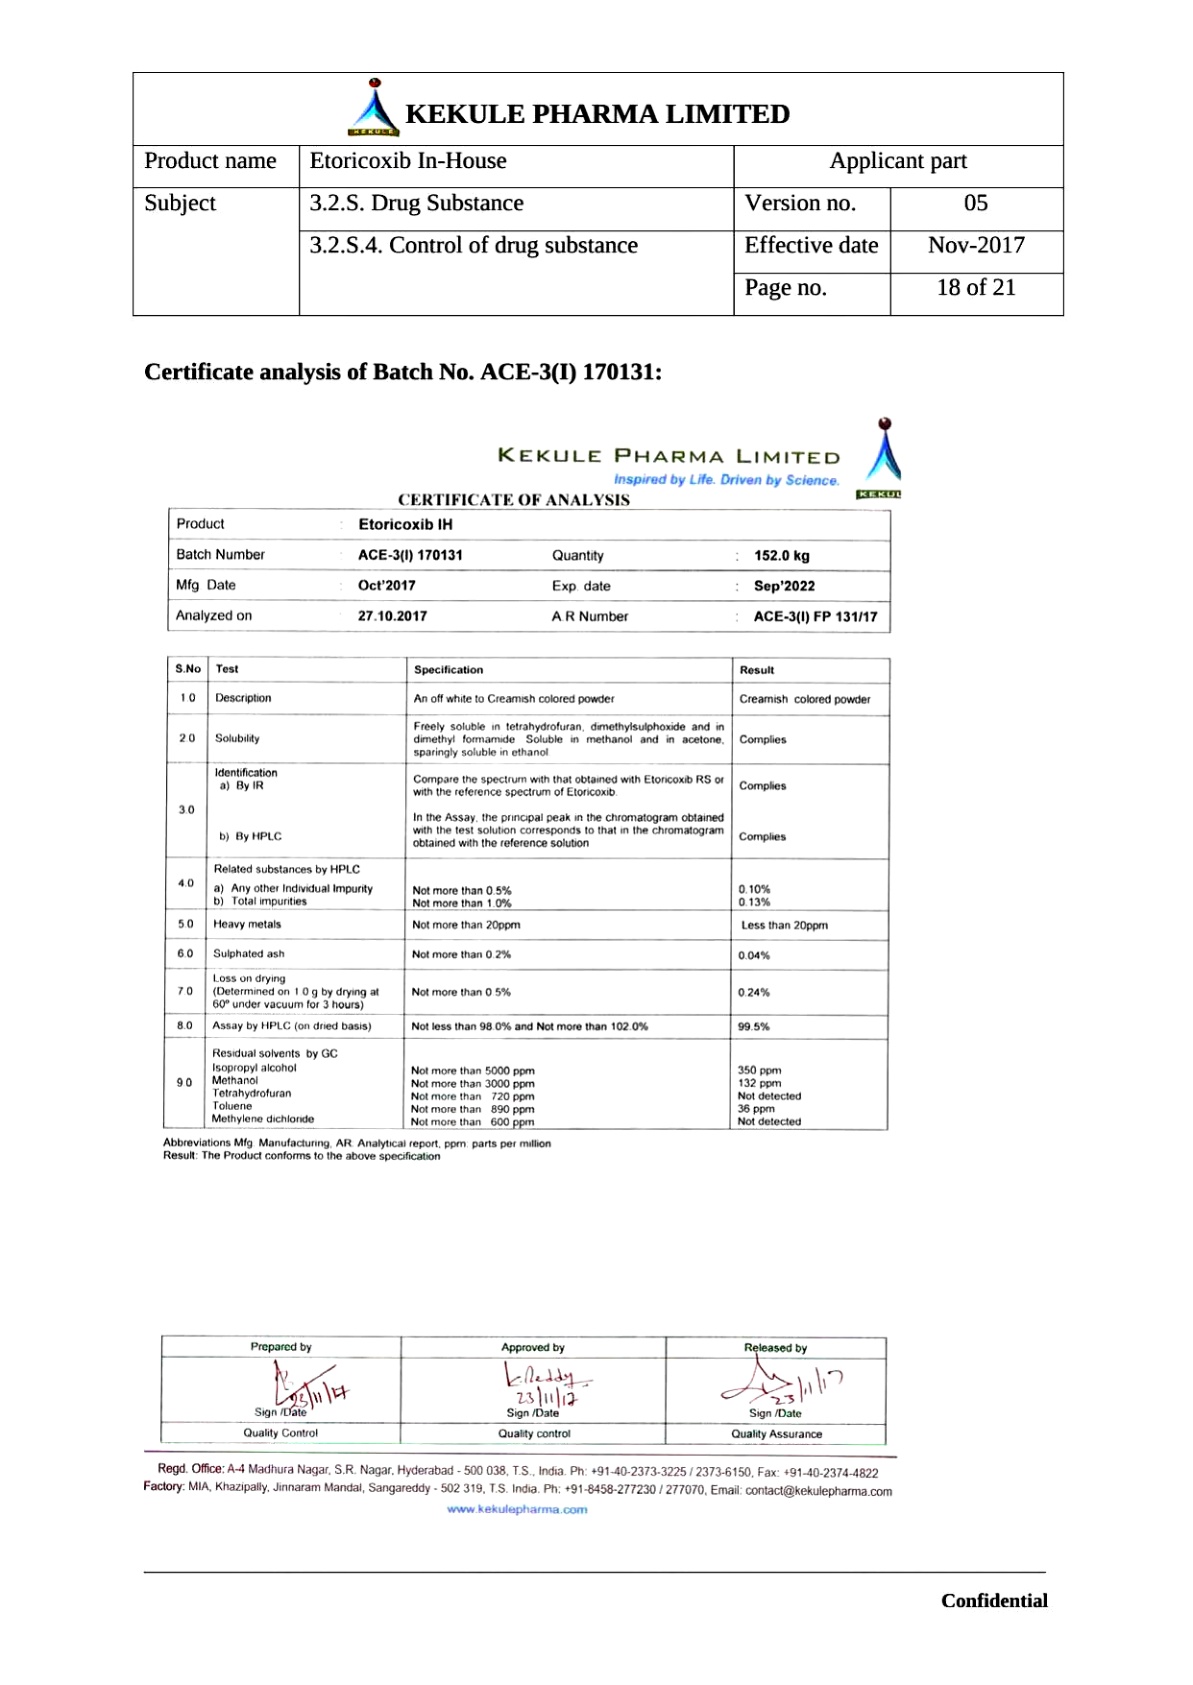 KEKULE
KEKULE PHARMA LIMITED
Product name Etoricoxib In-House Applicant part
Subject 3.2.S. Drug Substance Version no. 05
3.2.S.4. Control of drug substance Effective date Nov-2017
Page no. 18 of 21
Certificate analysis of Batch No. ACE-3(I) 170131:
KEKULE PHARMA LIMITED
Inspired by Life. Driven by Science.
KEKUL
CERTIFICATE OF ANALYSIS
Product : Etoricoxib IH
Batch Number : ACE-3(I) 170131 Quantity : 152.0 kg
Mfg Date : Oct'2017 Exp. date : Sep'2022
Analyzed on : 27.10.2017 A R Number : ACE-3(I) FP 131/17
S.No Test Specification Result
1 0 Description An off white to Creamish colored powder Creamish colored powder
2 0 Solubility Freely soluble in tetrahydrofuran, dimethylsulphoxide and in
dimethyl formamide Soluble in methanol and in acetone, Complies
sparingly soluble in ethanol
3.0 Identification
a) By IR Compare the spectrum with that obtained with Etoricoxib RS or
with the reference spectrum of Etoricoxib. Complies
In the Assay, the principal peak in the chromatogram obtained
b) By HPLC with the test solution corresponds to that in the chromatogram Complies
obtained with the reference solution
4.0 Related substances by HPLC
a) Any other Individual Impurity Not more than 0.5% 0.10%
b) Total impurities Not more than 1.0% 0.13%
5 0 Heavy metals Not more than 20ppm Less than 20ppm
6.0 Sulphated ash Not more than 0.2% 0.04%
7 0 Loss on drying
(Determined on 1.0 g by drying at Not more than 0 5% 0.24%
60° under vacuum for 3 hours)
8.0 Assay by HPLC (on dried basis) Not less than 98.0% and Not more than 102.0% 99.5%
9 0 Residual solvents by GC
Isopropyl alcohol Not more than 5000 ppm 350 ppm
Methanol Not more than 3000 ppm 132 ppm
Tetrahydrofuran Not more than 720 ppm Not detected
Toluene Not more than 890 ppm 36 ppm
Methylene dichloride Not more than 600 ppm Not detected
Abbreviations Mfg. Manufacturing, AR. Analytical report, ppm. parts per million
Result: The Product conforms to the above specification
Prepared by Approved by Released by
K.Reddy
23/11/17 23/11/17 23/11/17
Sign /Date Sign /Date Sign /Date
Quality Control Quality control Quality Assurance
Regd. Office: A-4 Madhura Nagar, S.R. Nagar, Hyderabad - 500 038, T.S., India. Ph: +91-40-2373-3225 / 2373-6150, Fax: +91-40-2374-4822
Factory: MIA, Khazipally, Jinnaram Mandal, Sangareddy - 502 319, T.S. India. Ph: +91-8458-277230 / 277070, Email: contact@kekulepharma.com
www.kekulepharma.com
Confidential